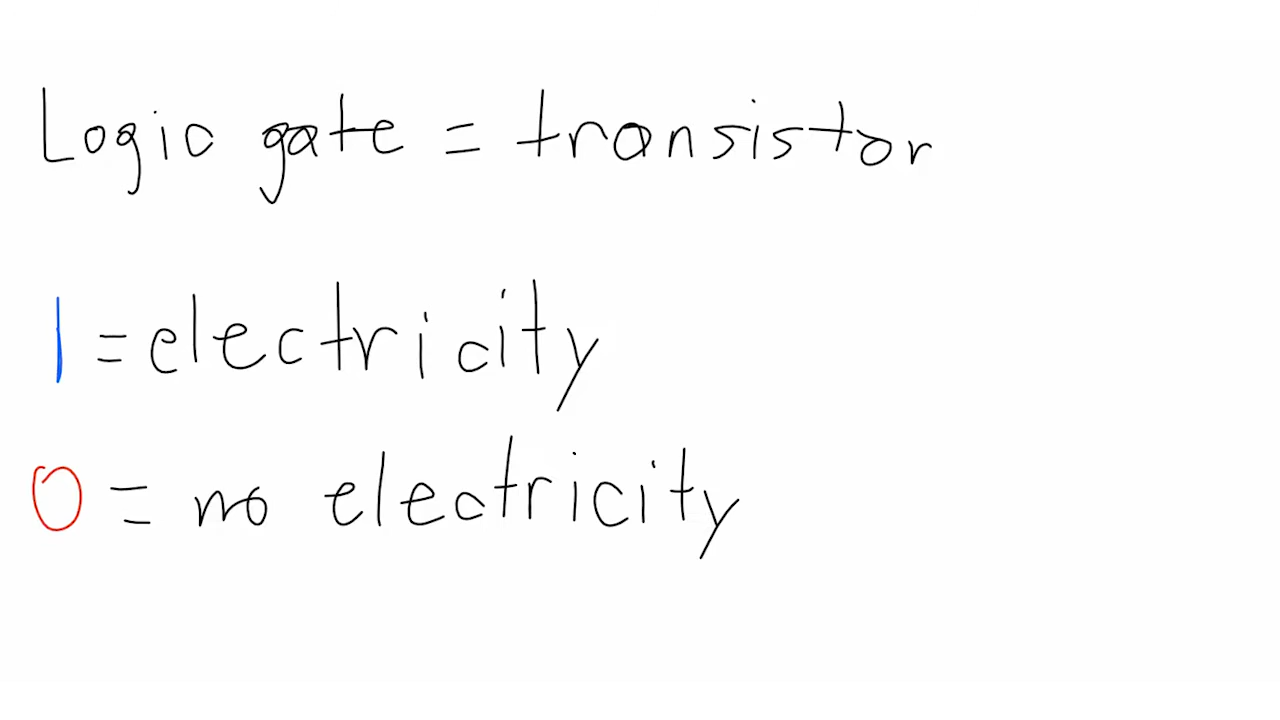 Logic gate = transistor
1 = electricity
0 = no electricity